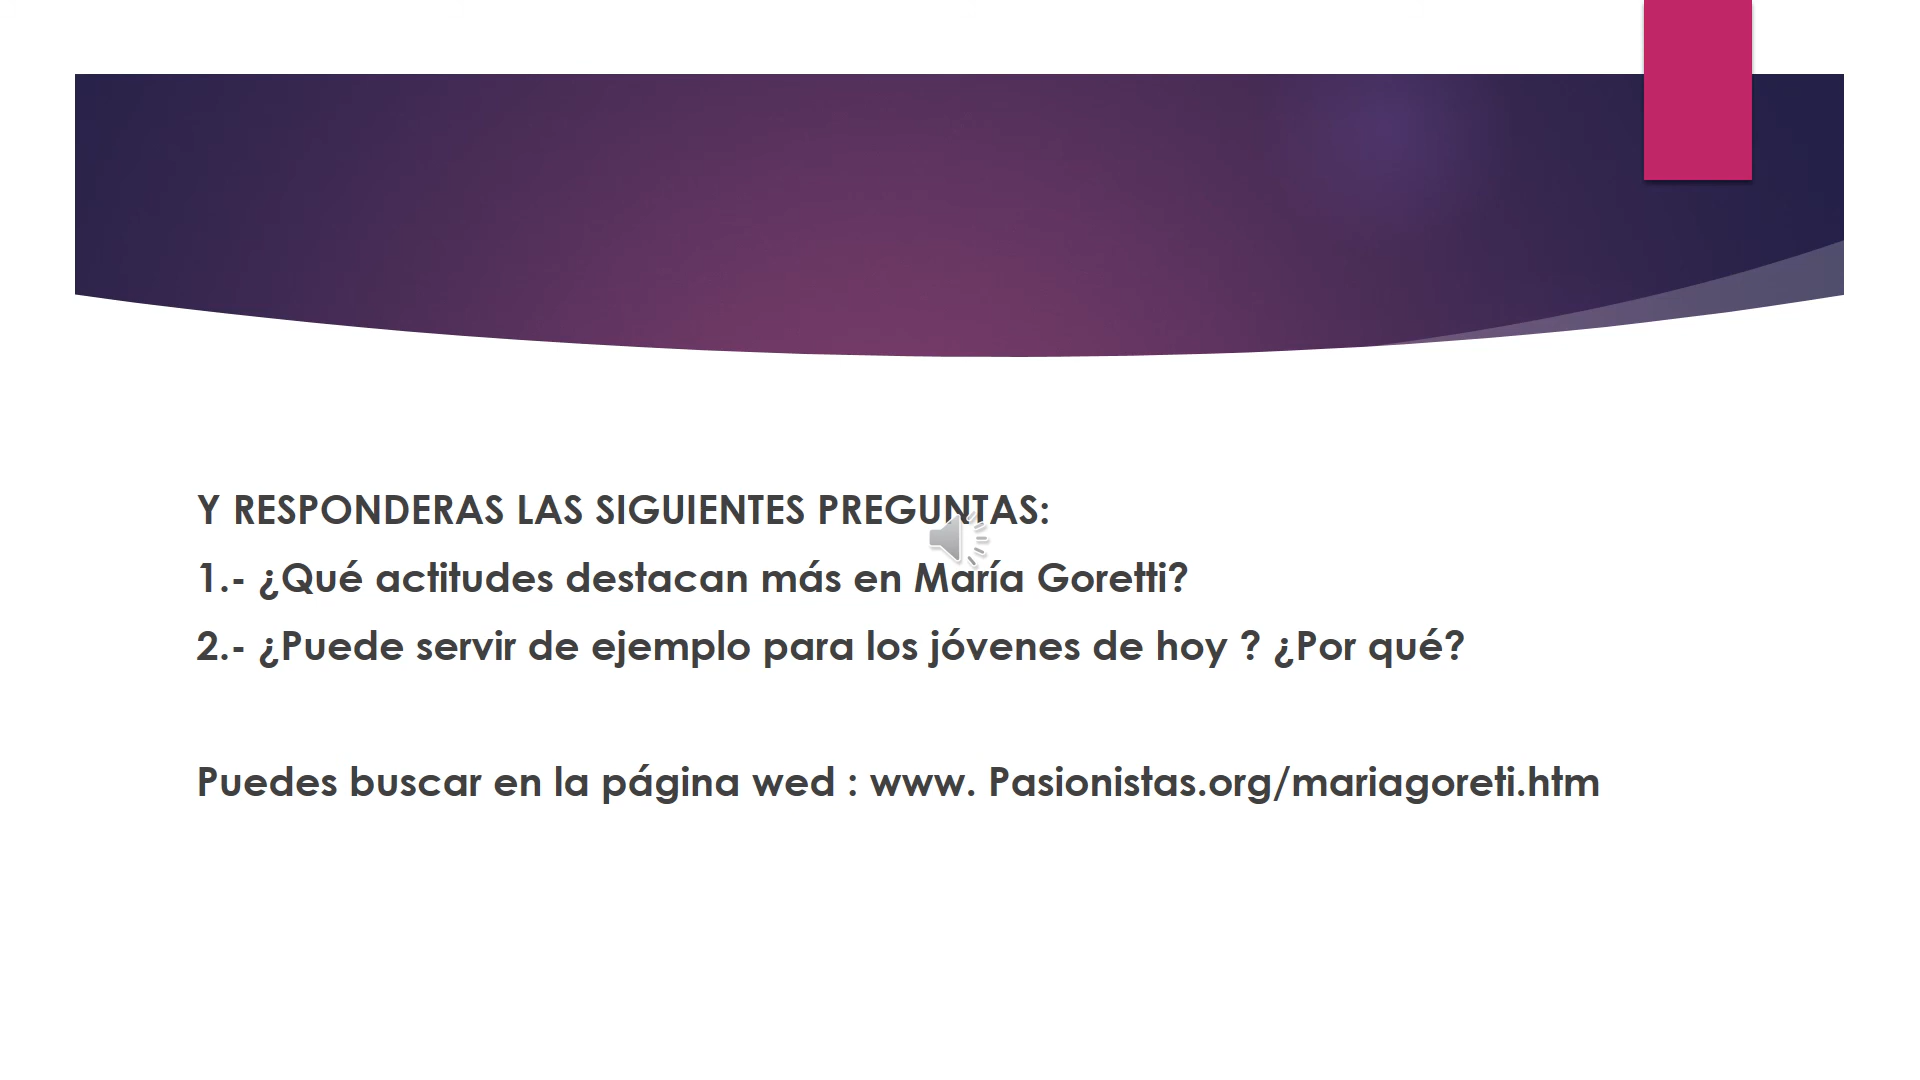 Y RESPONDERAS LAS SIGUIENTES PREGUNTAS:
1.- ¿Qué actitudes destacan más en María Goretti?
2.- ¿Puede servir de ejemplo para los jóvenes de hoy ? ¿Por qué?
Puedes buscar en la página wed : www. Pasionistas.org/mariagoreti.htm